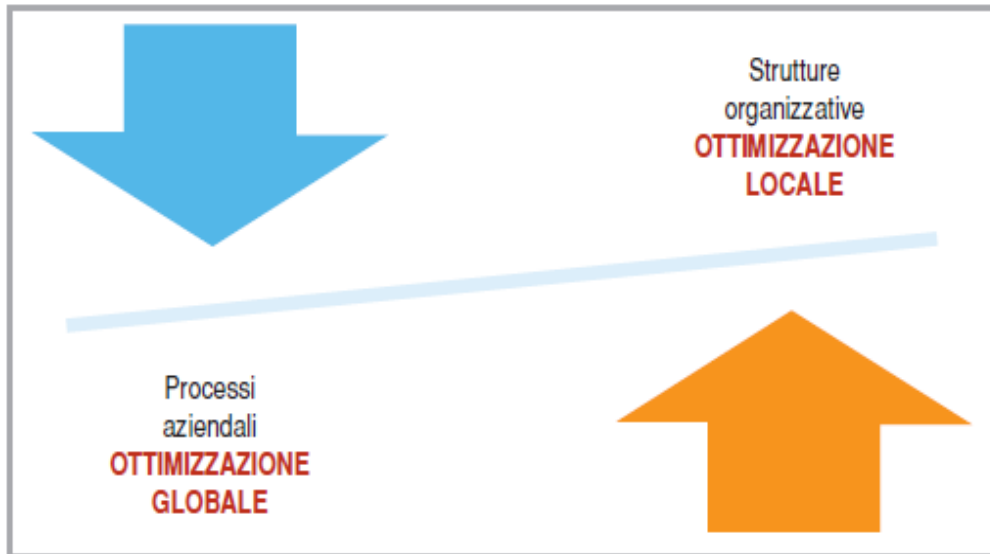 Strutture
organizzative
OTTIMIZZAZIONE
LOCALE
Processi
aziendali
OTTIMIZZAZIONE
GLOBALE